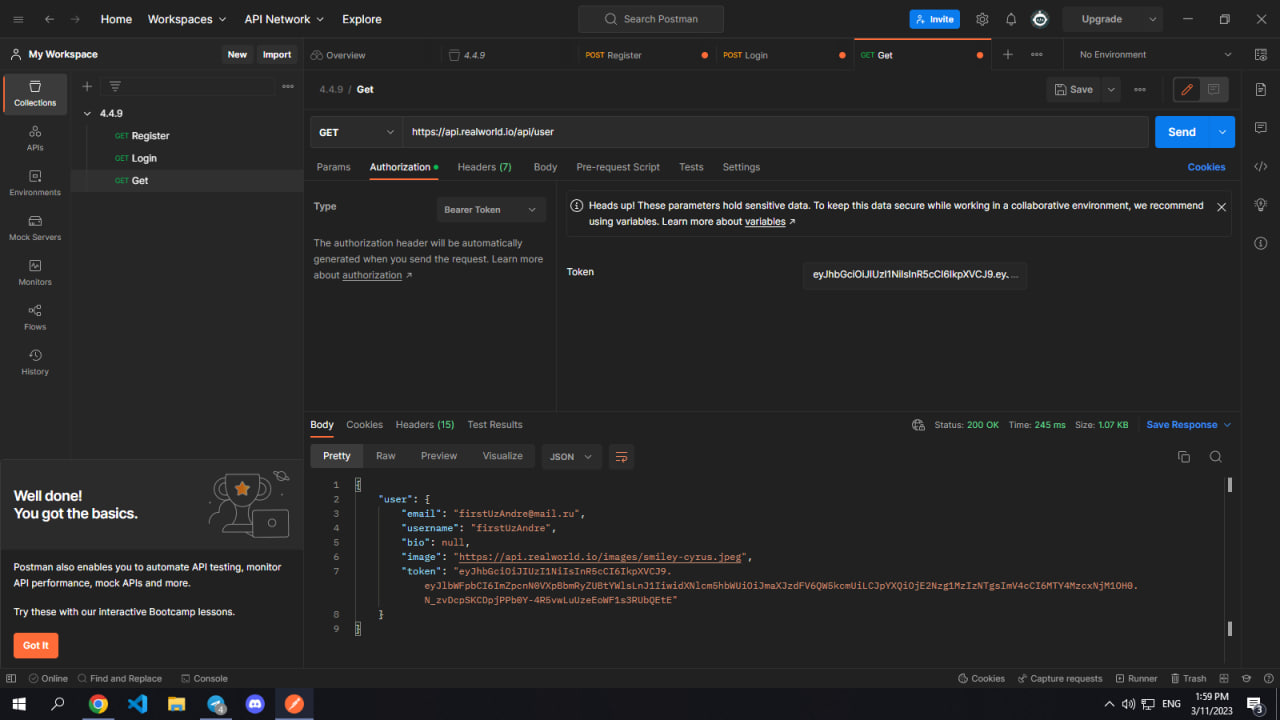 Home Workspaces API Network Explore Search Postman Invite Upgrade
My Workspace New Import Overview 4.4.9 POST Register POST Login GET Get No Environment
Collections
APIs
Environments
Mock Servers
Monitors
Flows
History
4.4.9
GET Register
GET Login
GET Get
4.4.9 / Get Save
GET https://api.realworld.io/api/user Send
Params Authorization Headers (7) Body Pre-request Script Tests Settings Cookies
Type Bearer Token
The authorization header will be automatically
generated when you send the request. Learn more
about authorization ↗
Heads up! These parameters hold sensitive data. To keep this data secure while working in a collaborative environment, we recommend
using variables. Learn more about variables ↗
Token eyJhbGciOiJIUzI1NiIsInR5cCI6IkpXVCJ9.ey. ...
Body Cookies Headers (15) Test Results Status: 200 OK Time: 245 ms Size: 1.07 KB Save Response
Pretty Raw Preview Visualize JSON
1 {
2 "user": {
3 "email": "firstUzAndre@mail.ru",
4 "username": "firstUzAndre",
5 "bio": null,
6 "image": "https://api.realworld.io/images/smiley-cyrus.jpeg",
7 "token": "eyJhbGciOiJIUzI1NiIsInR5cCI6IkpXVCJ9.
eyJlbWFpbCI6ImZpcnN0VXpBbmRyZUBtYWlsLnJ1IiwidXNlcm5hbWUiOiJmaXJzdFV6QW5kcmUiLCJpYXQiOjE2Nzg1MzIzNTgsImV4cCI6MTY4MzcxNjM1OH0.
N_zvDcpSKCDpjPPb0Y-4R5vwLuUzeEoWF1s3RUbQEtE"
8 }
9 }
Well done!
You got the basics.
Postman also enables you to automate API testing, monitor
API performance, mock APIs and more.
Try these with our interactive Bootcamp lessons.
Got It
Online Find and Replace Console Cookies Capture requests Runner Trash
4 ENG 1:59 PM
3/11/2023 3